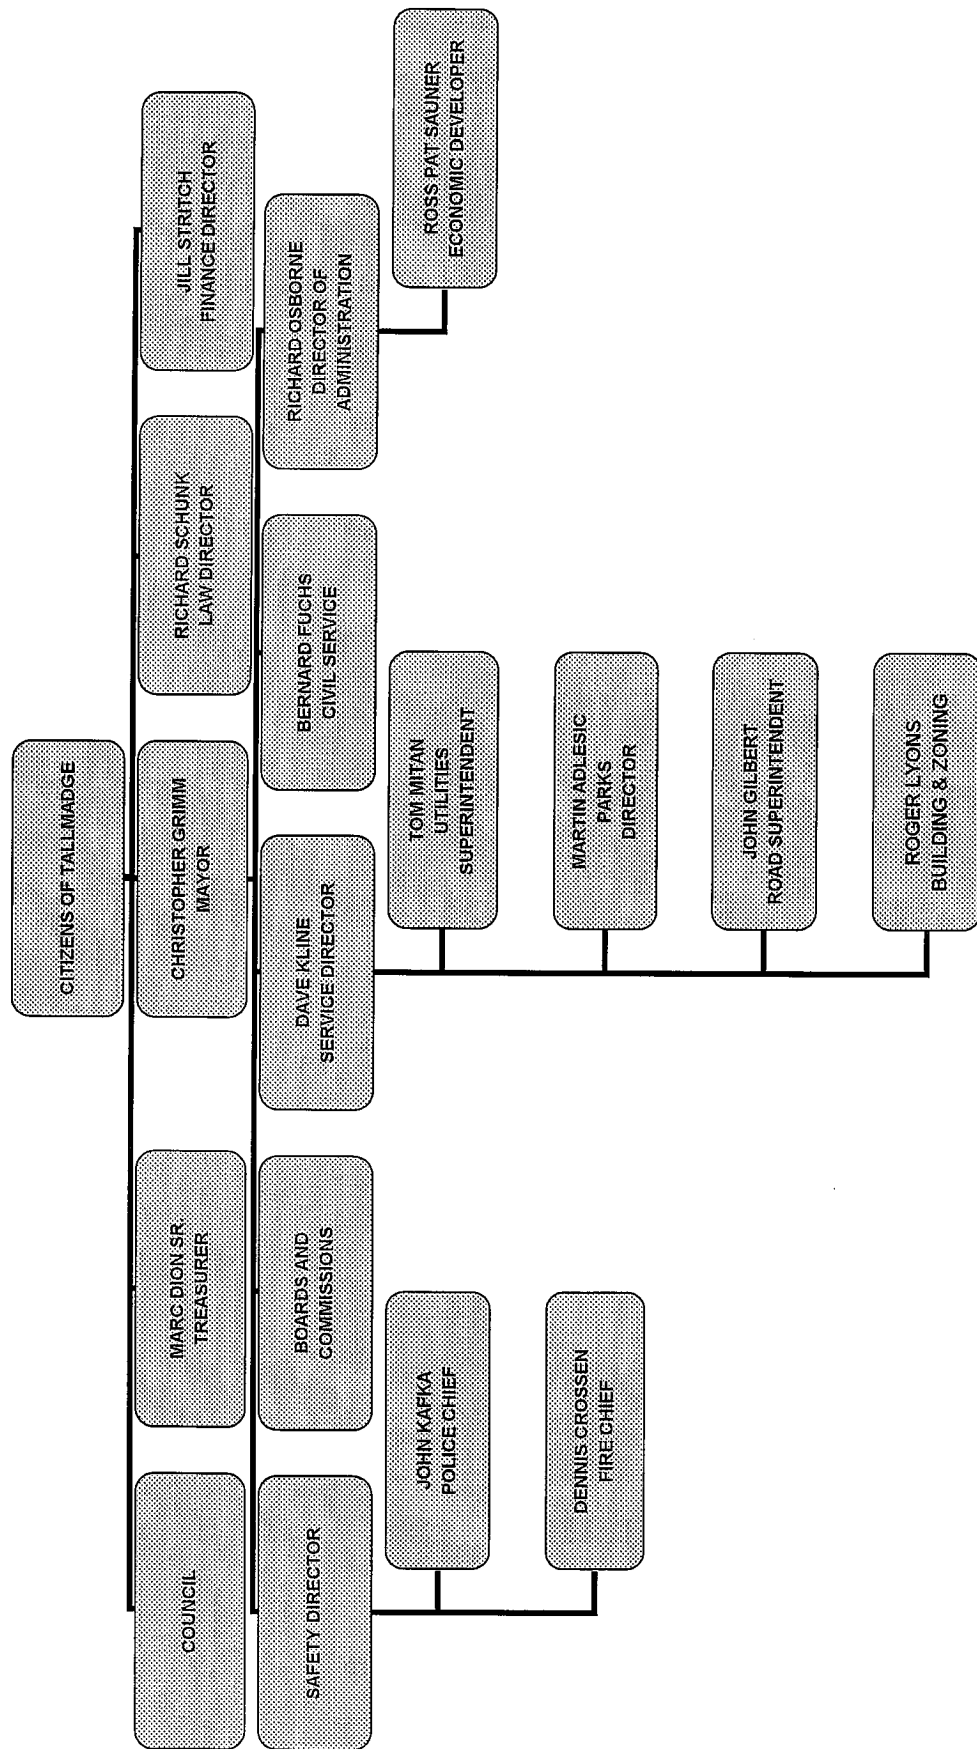 CITIZENS OF TALLMADGE
COUNCIL
MARC DION SR.
TREASURER
CHRISTOPHER GRIMM
MAYOR
RICHARD SCHUNK
LAW DIRECTOR
JILL STRITCH
FINANCE DIRECTOR
SAFETY DIRECTOR
BOARDS AND
COMMISSIONS
DAVE KLINE
SERVICE DIRECTOR
BERNARD FUCHS
CIVIL SERVICE
RICHARD OSBORNE
DIRECTOR OF
ADMINISTRATION
JOHN KAFKA
POLICE CHIEF
DENNIS CROSSEN
FIRE CHIEF
TOM MITAN
UTILITIES
SUPERINTENDENT
MARTIN ADLESIC
PARKS
DIRECTOR
JOHN GILBERT
ROAD SUPERINTENDENT
ROGER LYONS
BUILDING & ZONING
ROSS PAT SAUNER
ECONOMIC DEVELOPER